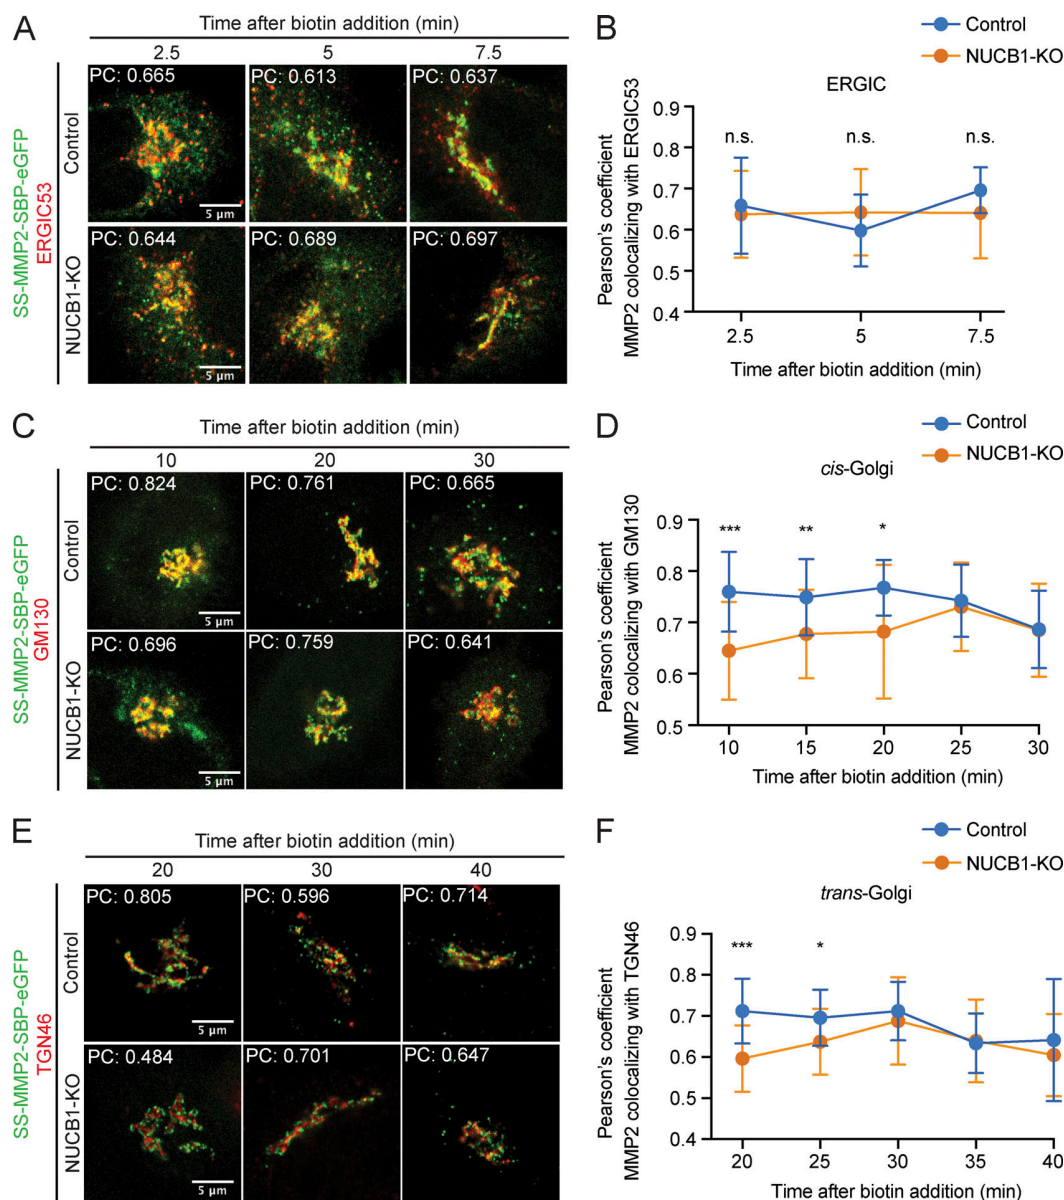 A
Time after biotin addition (min)
2.5 5 7.5
SS-MMP2-SBP-eGFP
ERGIC53
Control
PC: 0.665 PC: 0.613 PC: 0.637
5 µm
NUCB1-KO
PC: 0.644 PC: 0.689 PC: 0.697
5 µm
B
Control
NUCB1-KO
ERGIC
n.s. n.s. n.s.
Pearson's coefficient
MMP2 colocalizing with ERGIC53
0.9
0.8
0.7
0.6
0.5
0.4
2.5 5 7.5
Time after biotin addition (min)
C
Time after biotin addition (min)
10 20 30
SS-MMP2-SBP-eGFP
GM130
Control
PC: 0.824 PC: 0.761 PC: 0.665
5 µm
NUCB1-KO
PC: 0.696 PC: 0.759 PC: 0.641
5 µm
D
Control
NUCB1-KO
cis-Golgi
*** ** *
Pearson's coefficient
MMP2 colocalizing with GM130
0.9
0.8
0.7
0.6
0.5
10 15 20 25 30
Time after biotin addition (min)
E
Time after biotin addition (min)
20 30 40
SS-MMP2-SBP-eGFP
TGN46
Control
PC: 0.805 PC: 0.596 PC: 0.714
5 µm
NUCB1-KO
PC: 0.484 PC: 0.701 PC: 0.647
5 µm
F
Control
NUCB1-KO
trans-Golgi
*** *
Pearson's coefficient
MMP2 colocalizing with TGN46
0.9
0.8
0.7
0.6
0.5
0.4
20 25 30 35 40
Time after biotin addition (min)